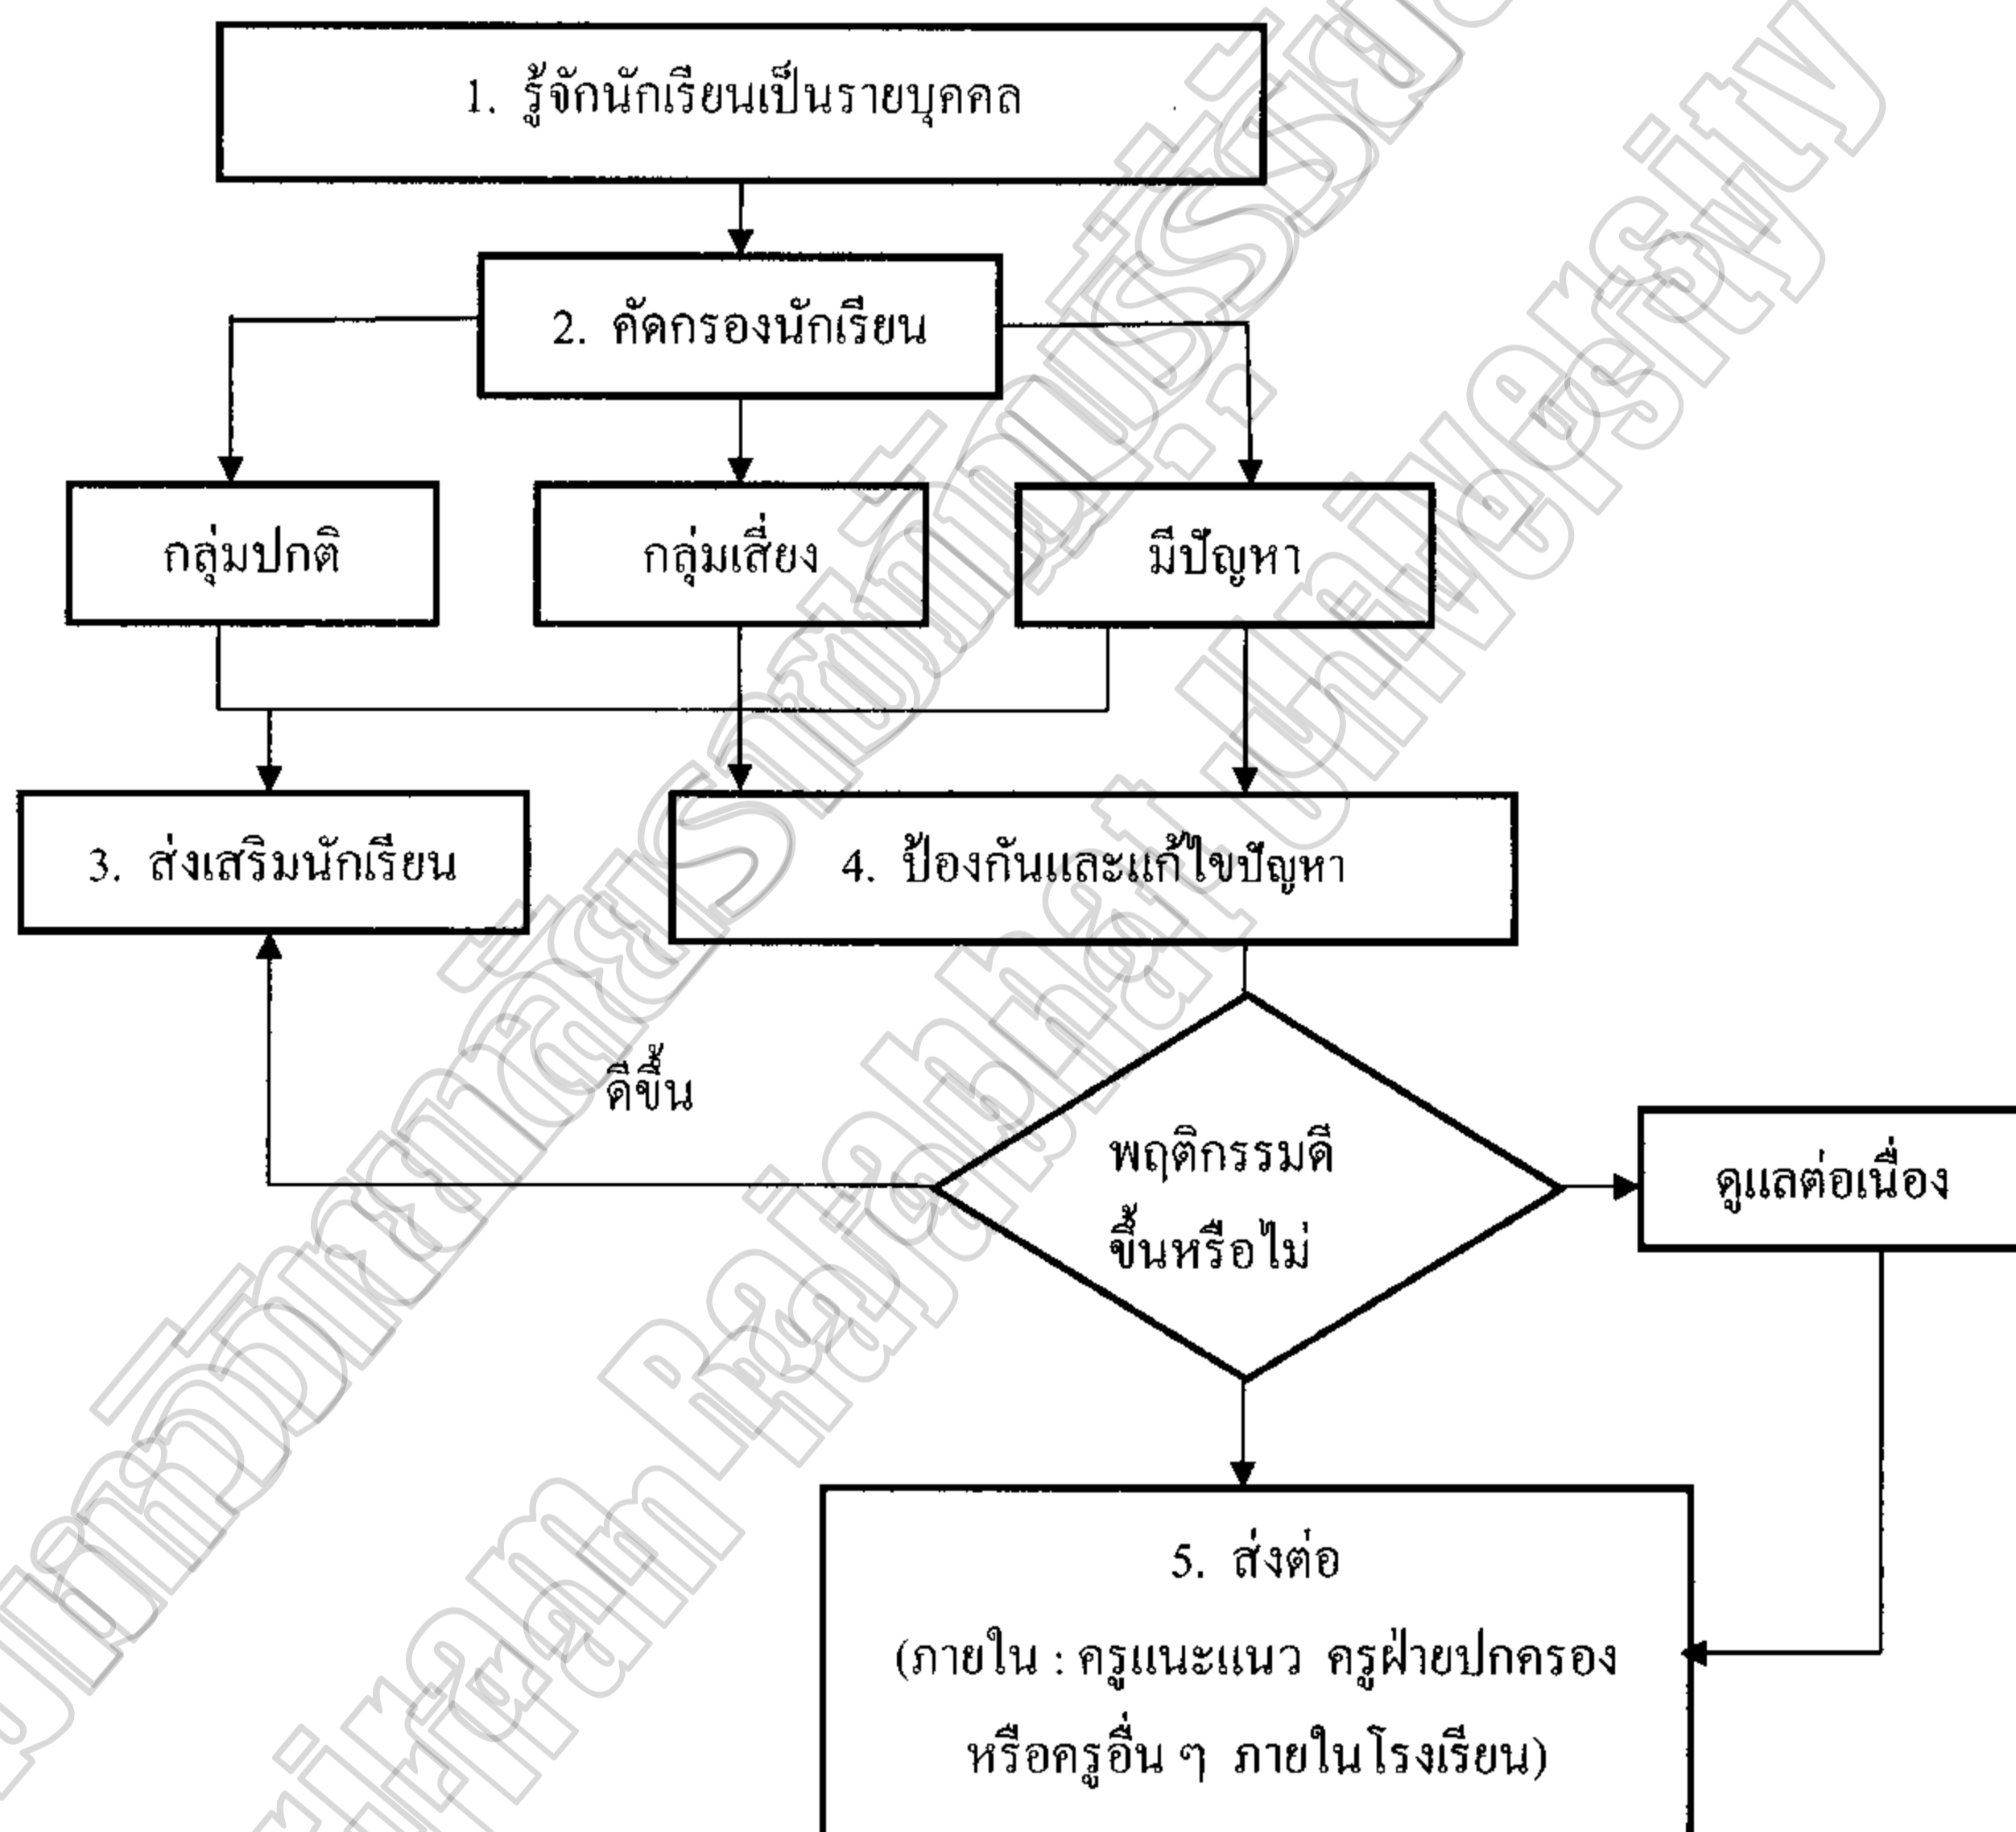 1. รู้จักนักเรียนเป็นรายบุคคล
2. คัดกรองนักเรียน
กลุ่มปกติ
กลุ่มเสี่ยง
มีปัญหา
3. ส่งเสริมนักเรียน
4. ป้องกันและแก้ไขปัญหา
ดีขึ้น
พฤติกรรมดี
ขึ้นหรือไม่
ดูแลต่อเนื่อง
5. ส่งต่อ
(ภายใน : ครูแนะแนว ครูฝ่ายปกครอง
หรือครูอื่น ๆ ภายในโรงเรียน)
Rajabhat University